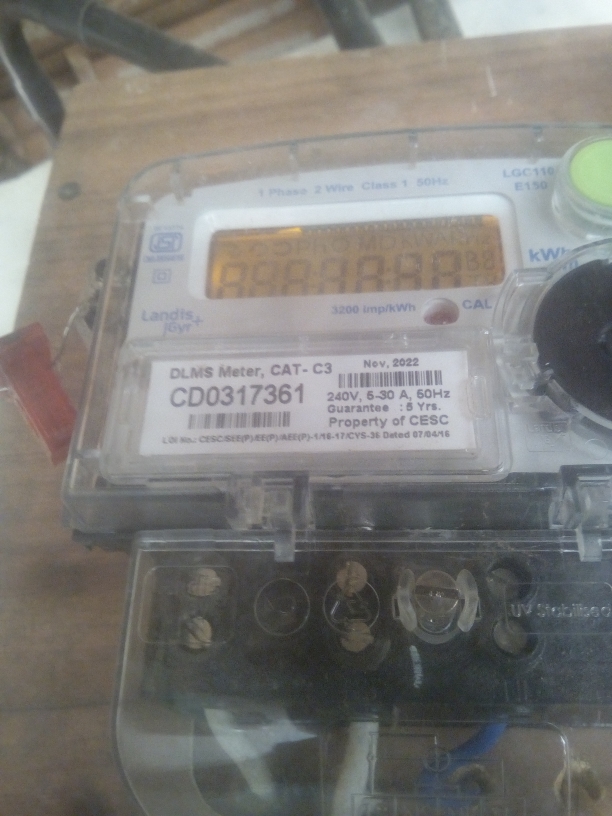 1 Phase 2 Wire Class 1 50Hz
LGC110
E150
kWh
Landis
Gyr+
3200 imp/kWh
CAL
DLMS Meter, CAT- C3
Nov, 2022
CD0317361
240V, 5-30 A, 50Hz
Guarantee : 5 Yrs.
Property of CESC
UV Stabilised